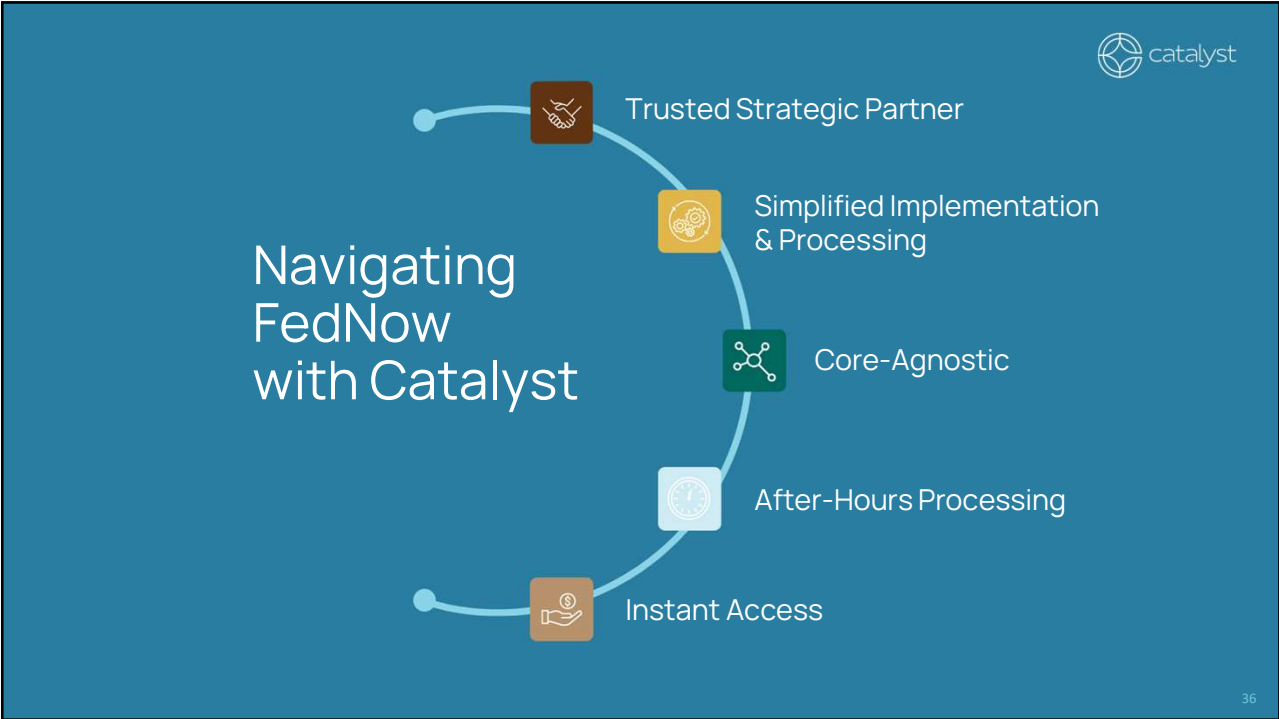 catalyst
Trusted Strategic Partner
Simplified Implementation
& Processing
Navigating
FedNow
with Catalyst
Core-Agnostic
After-Hours Processing
Instant Access
36